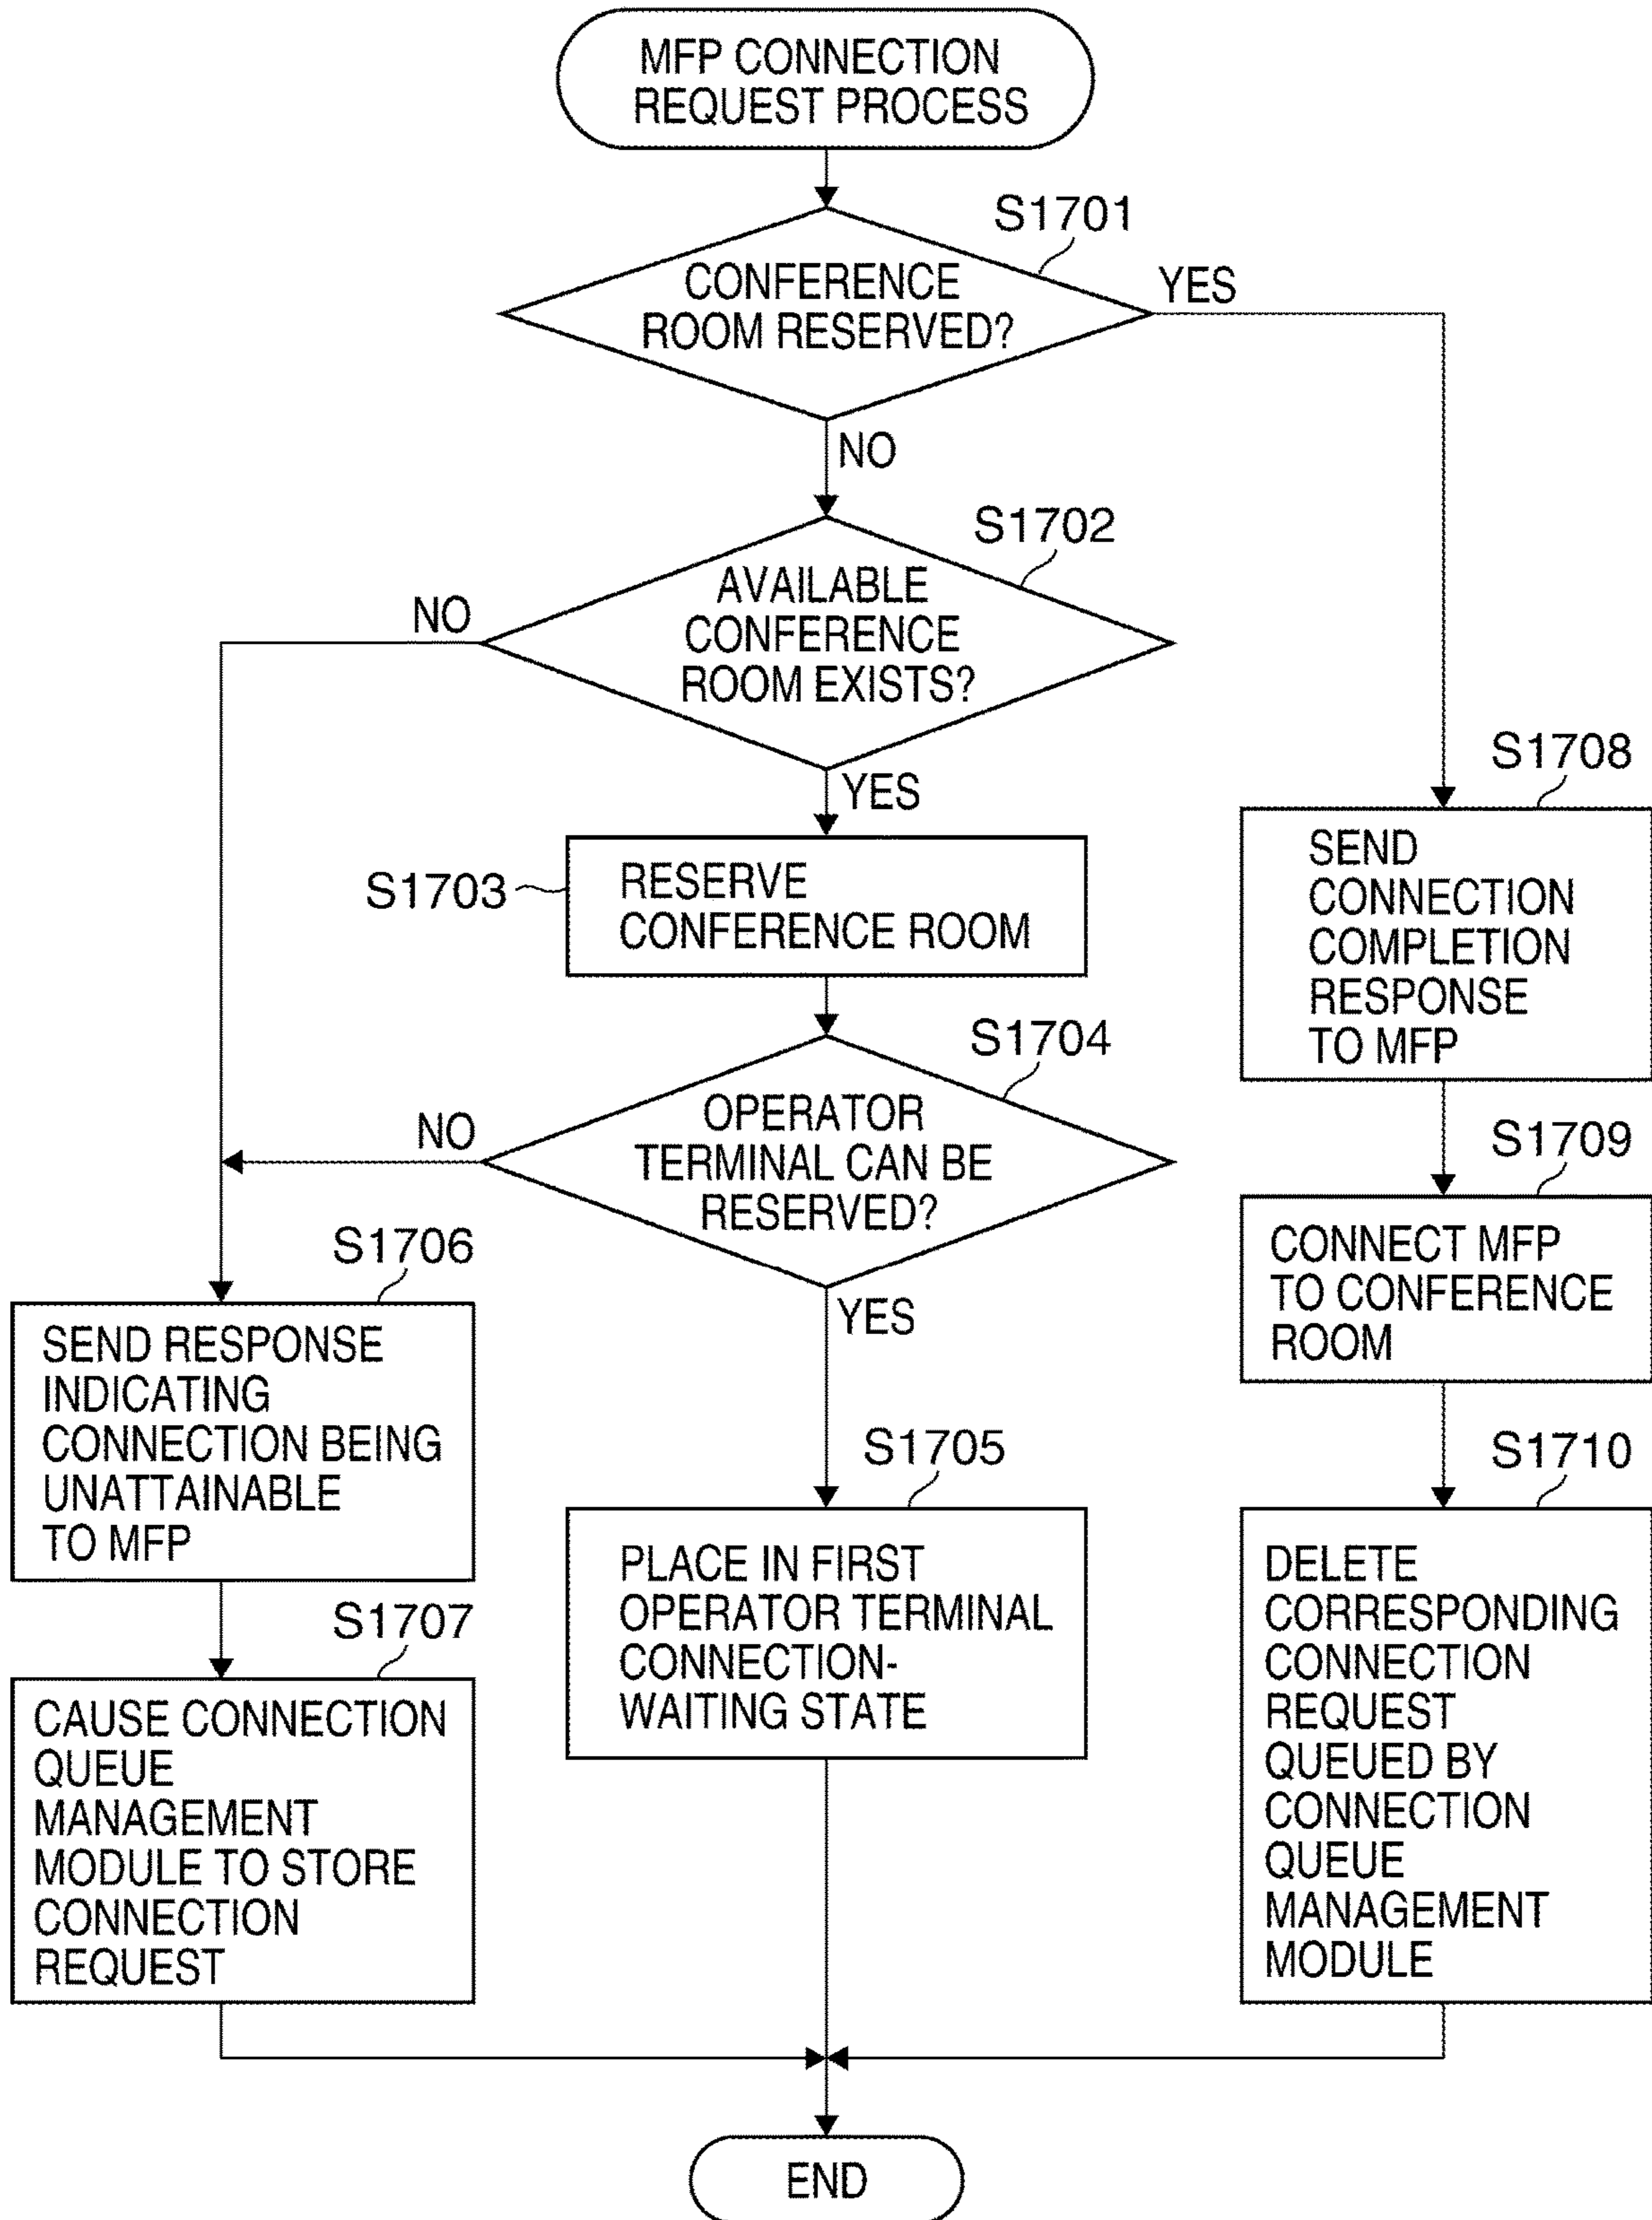 MFP CONNECTION
REQUEST PROCESS
S1701
CONFERENCE
ROOM RESERVED?
YES
NO
S1702
AVAILABLE
CONFERENCE
ROOM EXISTS?
NO
YES
S1703
RESERVE
CONFERENCE ROOM
S1704
OPERATOR
TERMINAL CAN BE
RESERVED?
NO
YES
S1705
PLACE IN FIRST
OPERATOR TERMINAL
CONNECTION-
WAITING STATE
S1706
SEND RESPONSE
INDICATING
CONNECTION BEING
UNATTAINABLE
TO MFP
S1707
CAUSE CONNECTION
QUEUE
MANAGEMENT
MODULE TO STORE
CONNECTION
REQUEST
S1708
SEND
CONNECTION
COMPLETION
RESPONSE
TO MFP
S1709
CONNECT MFP
TO CONFERENCE
ROOM
S1710
DELETE
CORRESPONDING
CONNECTION
REQUEST
QUEUED BY
CONNECTION
QUEUE
MANAGEMENT
MODULE
END